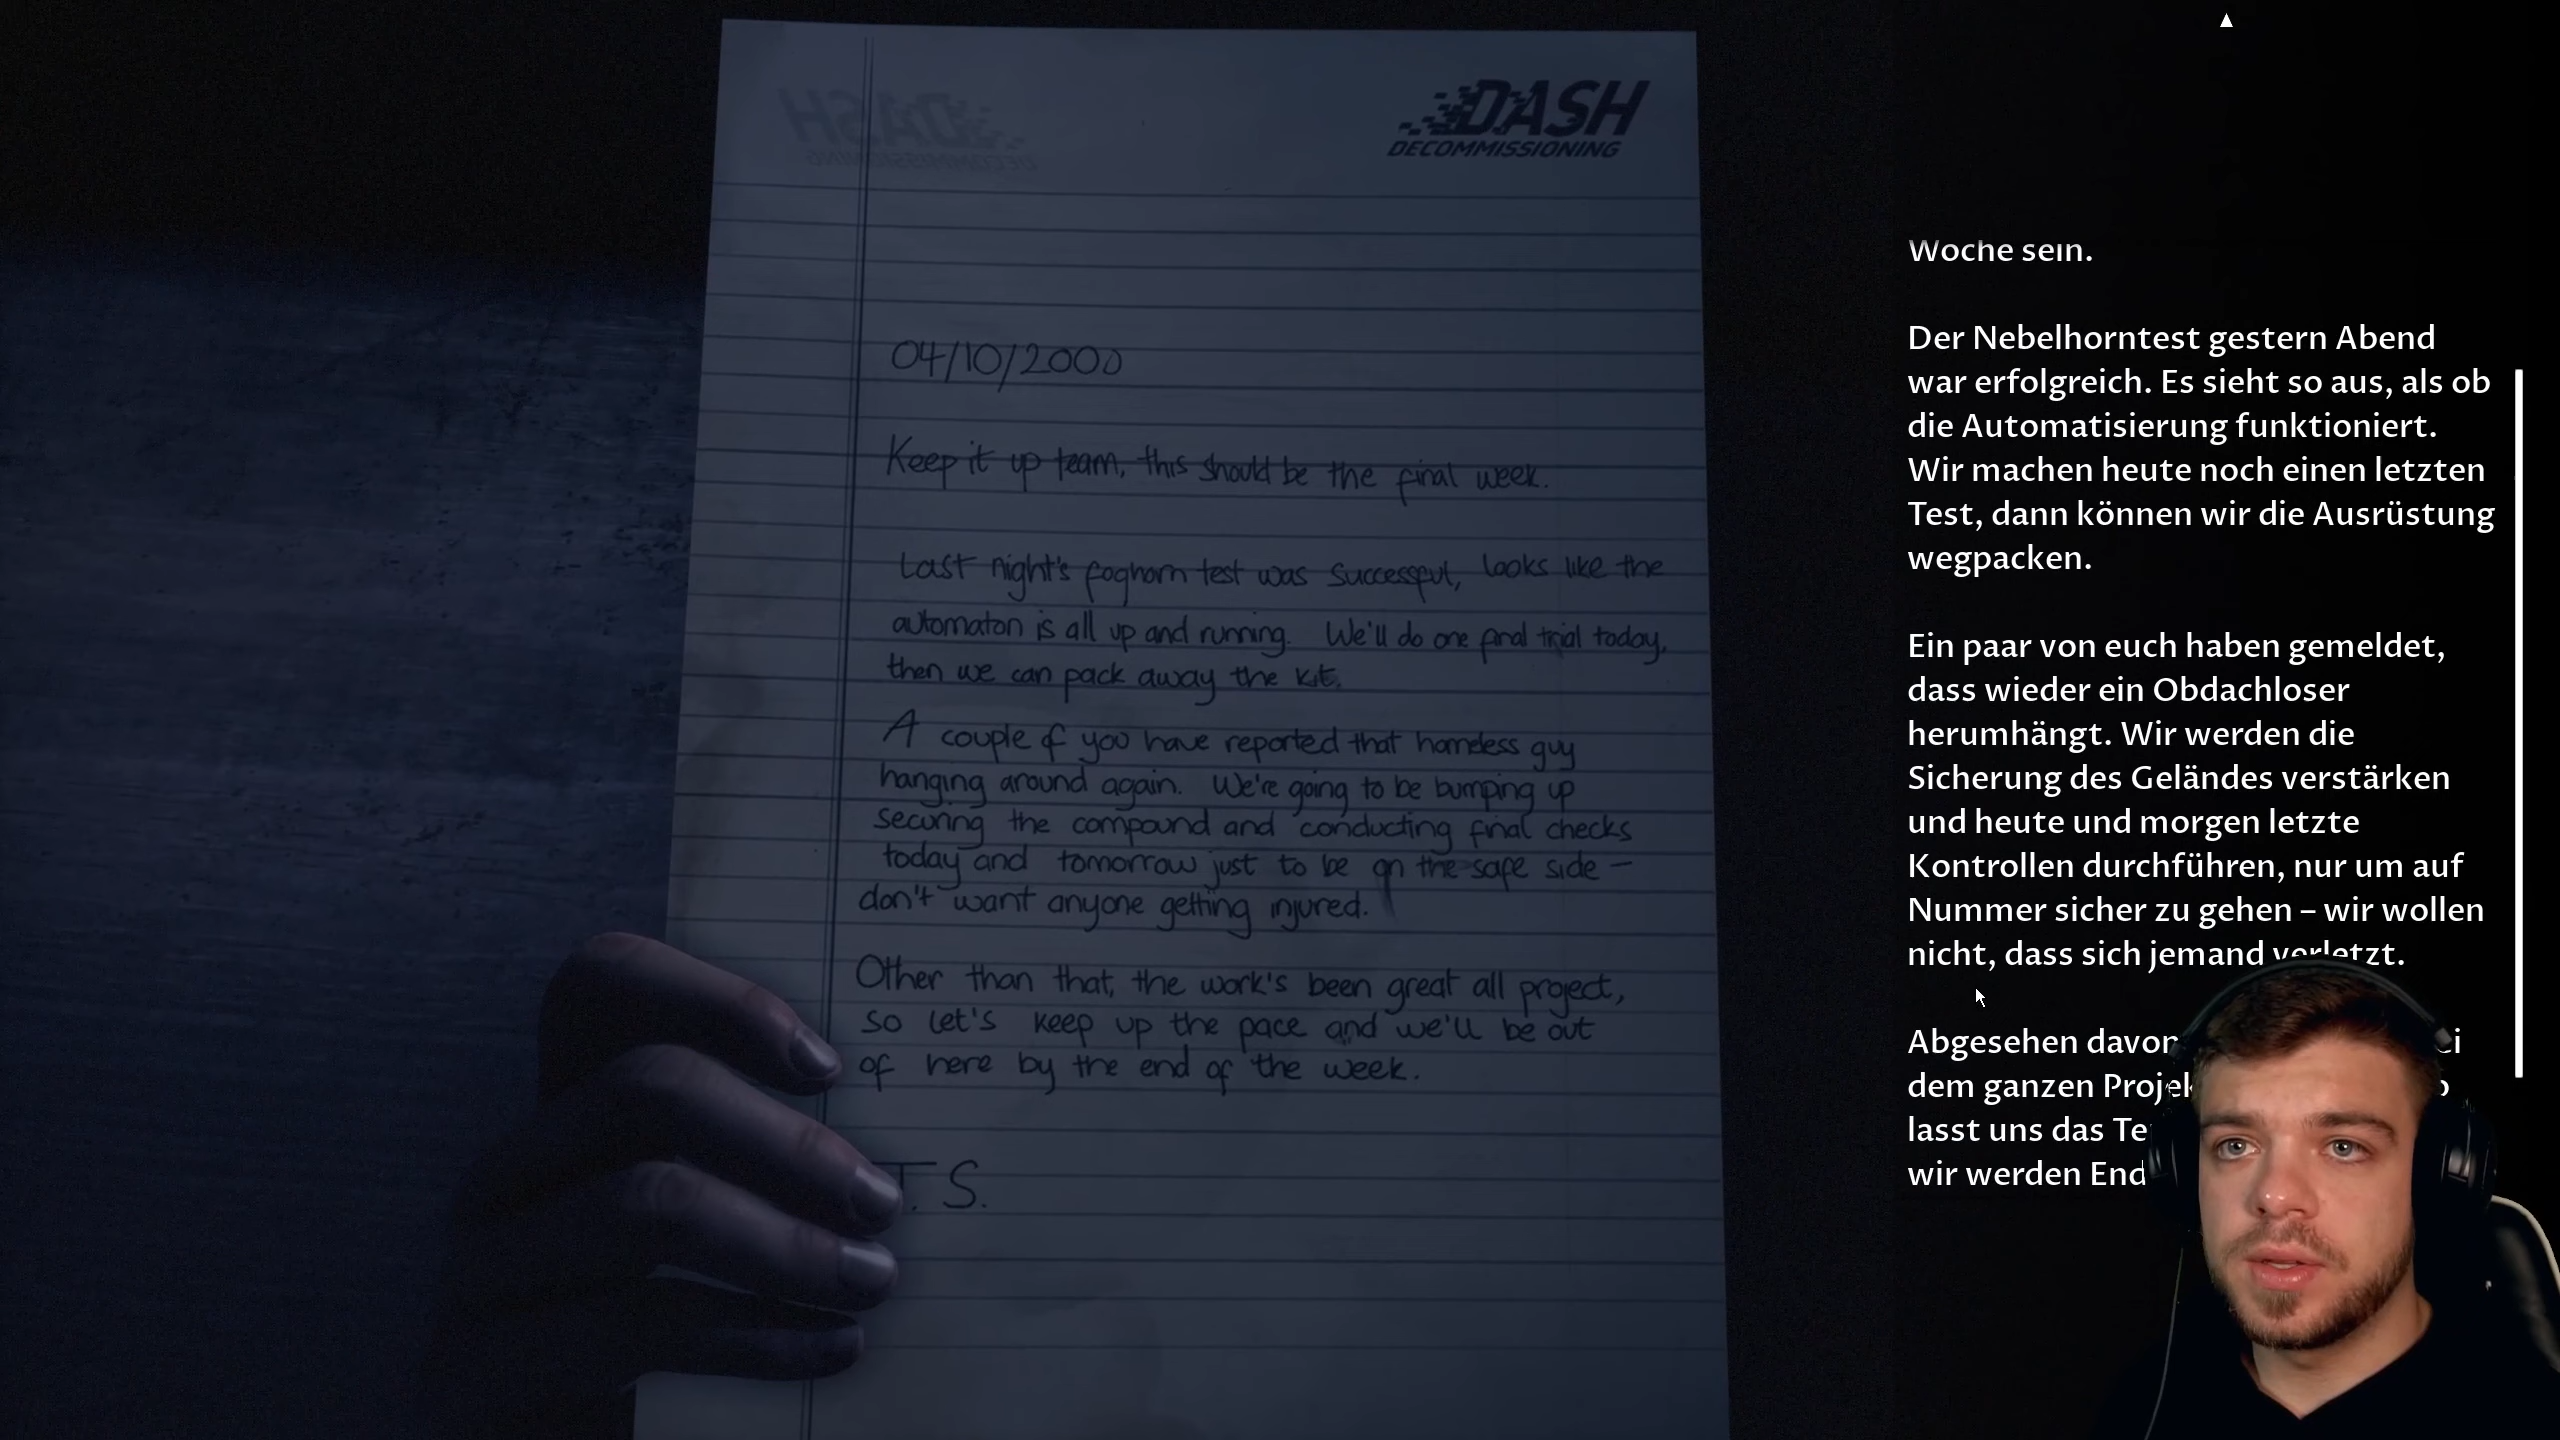 DASH
DECOMMISSIONING
04/10/2000
Keep it up team, this should be the final week.
Last night's foghorn test was successful, looks like the
automaton is all up and running. We'll do one final trial today,
then we can pack away the kit.
A couple of you have reported that homeless guy
hanging around again. We're going to be bumping up
securing the compound and conducting final checks
today and tomorrow just to be on the safe side –
don't want anyone getting injured.
Other than that, the work's been great all project,
so let's keep up the pace and we'll be out
of here by the end of the week.
T.S.
Woche sein.
Der Nebelhorntest gestern Abend
war erfolgreich. Es sieht so aus, als ob
die Automatisierung funktioniert.
Wir machen heute noch einen letzten
Test, dann können wir die Ausrüstung
wegpacken.
Ein paar von euch haben gemeldet,
dass wieder ein Obdachloser
herumhängt. Wir werden die
Sicherung des Geländes verstärken
und heute und morgen letzte
Kontrollen durchführen, nur um auf
Nummer sicher zu gehen – wir wollen
nicht, dass sich jemand verletzt.
Abgesehen davon
dem ganzen
lasst uns das
wir werden